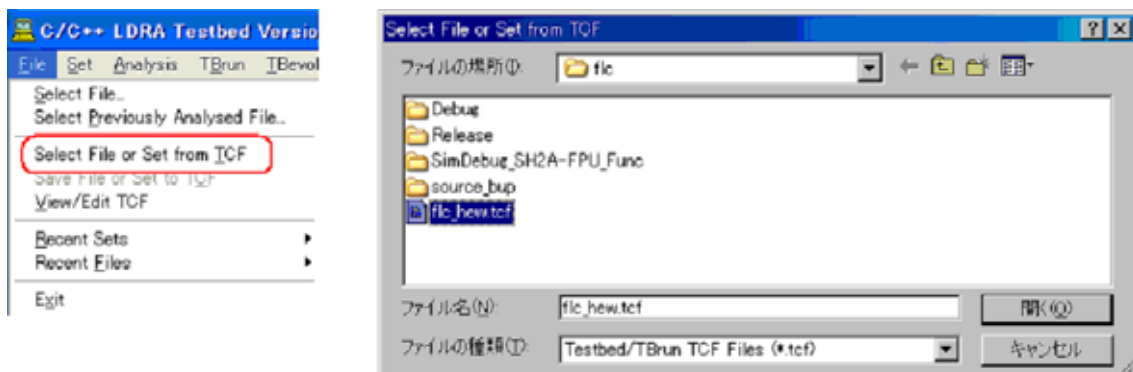 C/C++ LDRA Testbed Versio
File Set Analysis TBrun TBevol
Select File...
Select Previously Analysed File...
Select File or Set from TCF
Save File or Set to TCF
View/Edit TCF
Recent Sets
Recent Files
Exit
Select File or Set from TCF
ファイルの場所(I):
flc
Debug
Release
SimDebug_SH2A-FPU_Func
source_bup
flc_hew.tcf
ファイル名(N):
flc_hew.tcf
開く(O)
ファイルの種類(T):
Testbed/TBrun TCF Files (*.tcf)
キャンセル